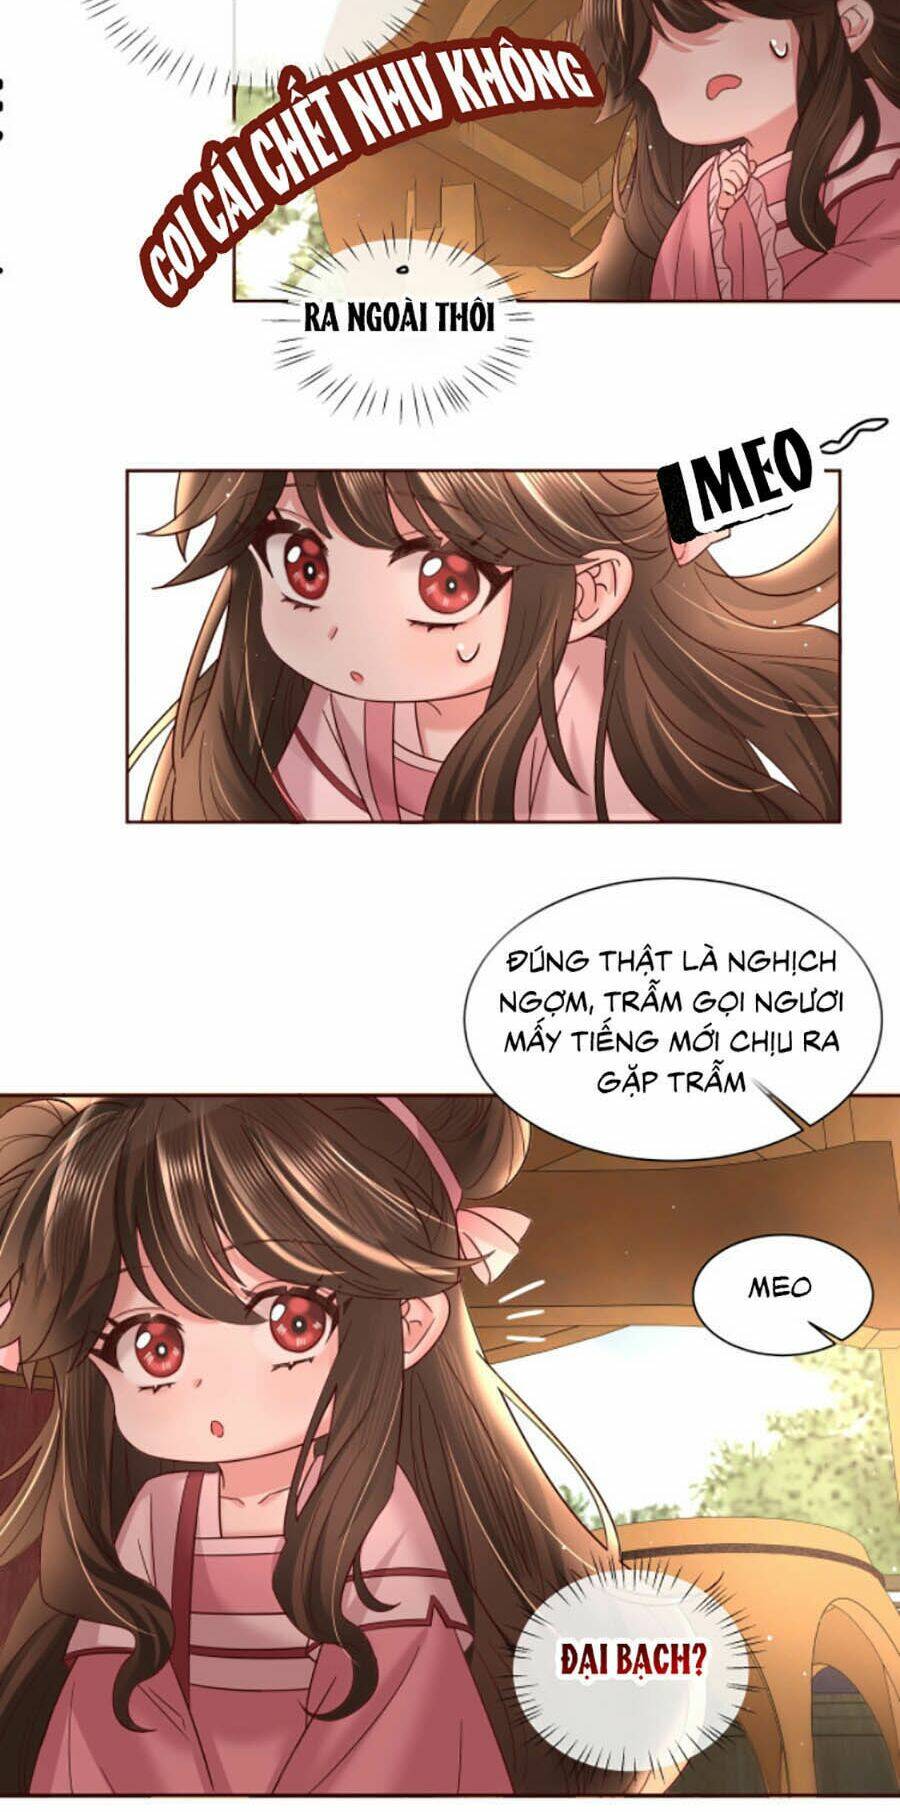 COI CÁI CHẾT NHƯ KHÔNG
RA NGOÀI THÔI
MEO
ĐÚNG THẬT LÀ NGHỊCH
NGỢM, TRẪM GỌI NGƯƠI
MẤY TIẾNG MỚI CHỊU RA
GẶP TRẪM
MEO
ĐẠI BẠCH?